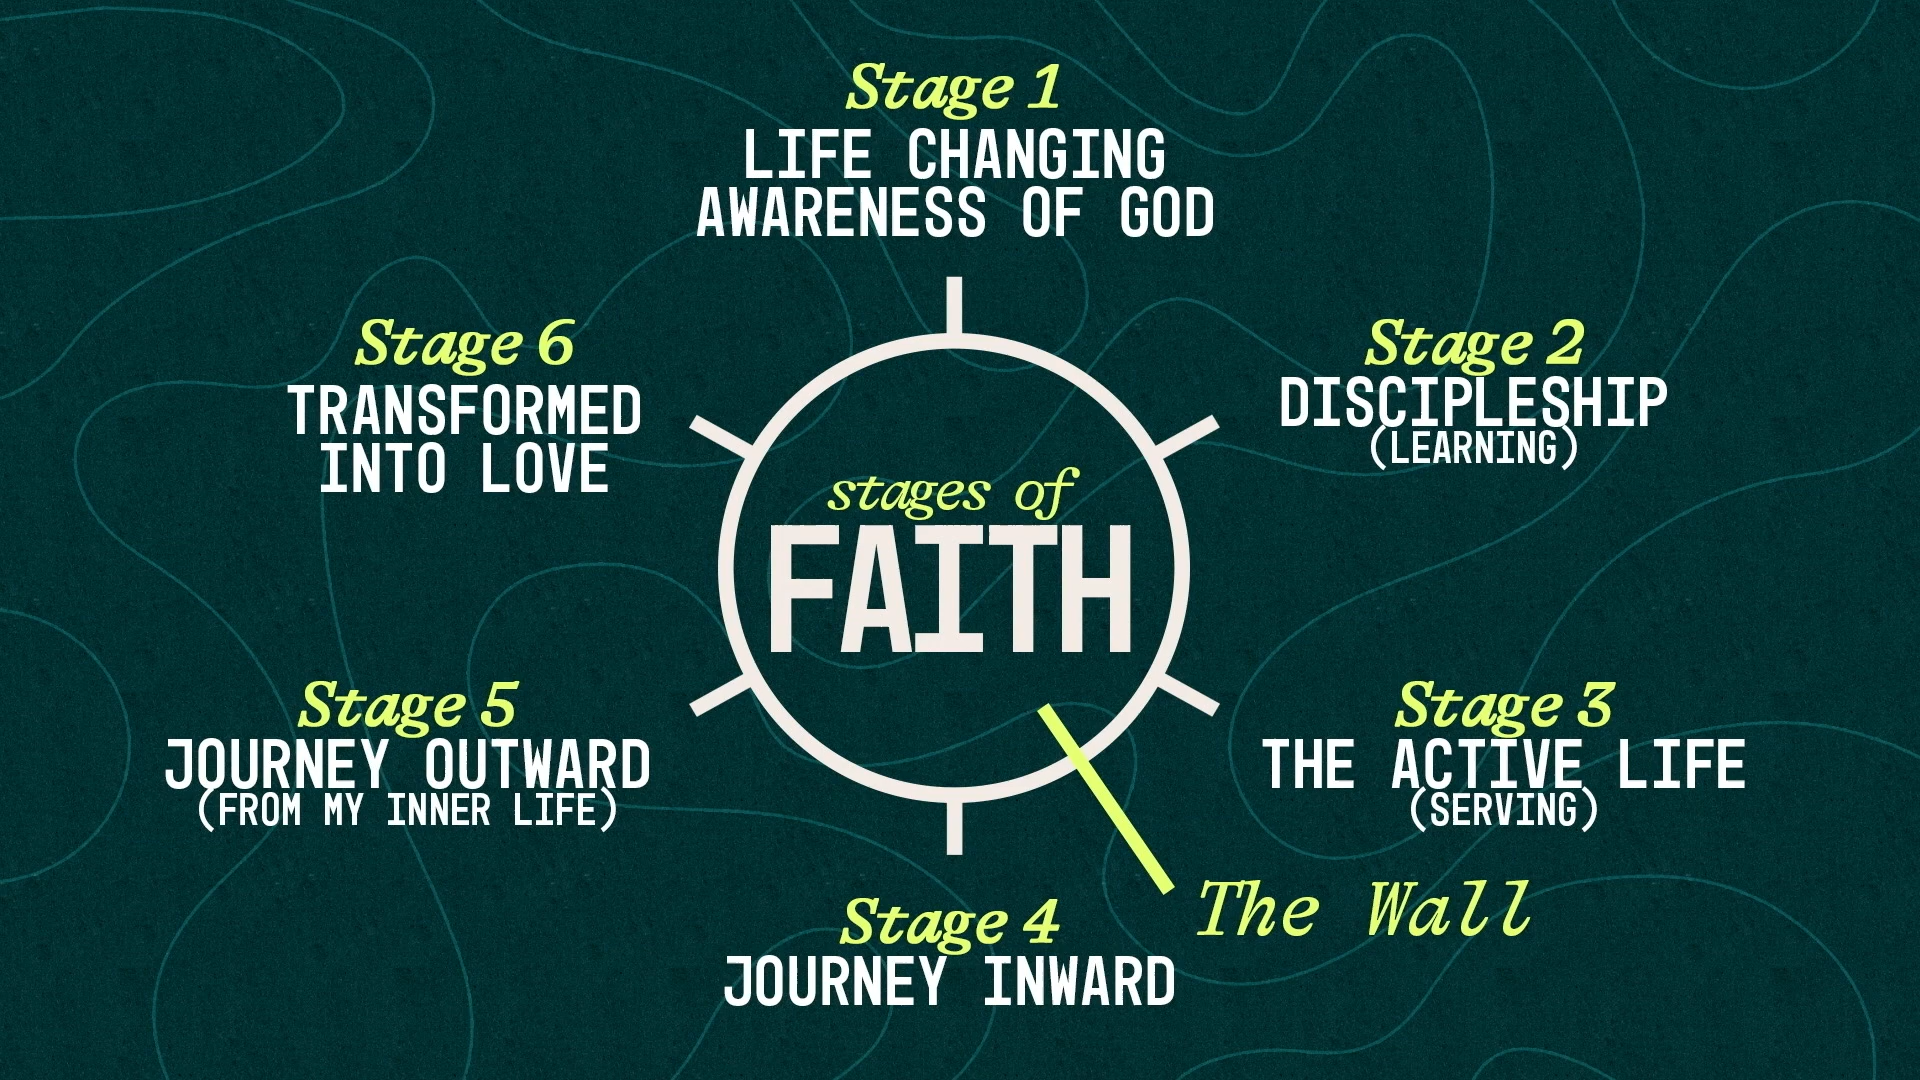 Stage 1
LIFE CHANGING
AWARENESS OF GOD
Stage 2
DISCIPLESHIP
(LEARNING)
Stage 3
THE ACTIVE LIFE
(SERVING)
The Wall
Stage 4
JOURNEY INWARD
Stage 5
JOURNEY OUTWARD
(FROM MY INNER LIFE)
Stage 6
TRANSFORMED
INTO LOVE
stages of
FAITH